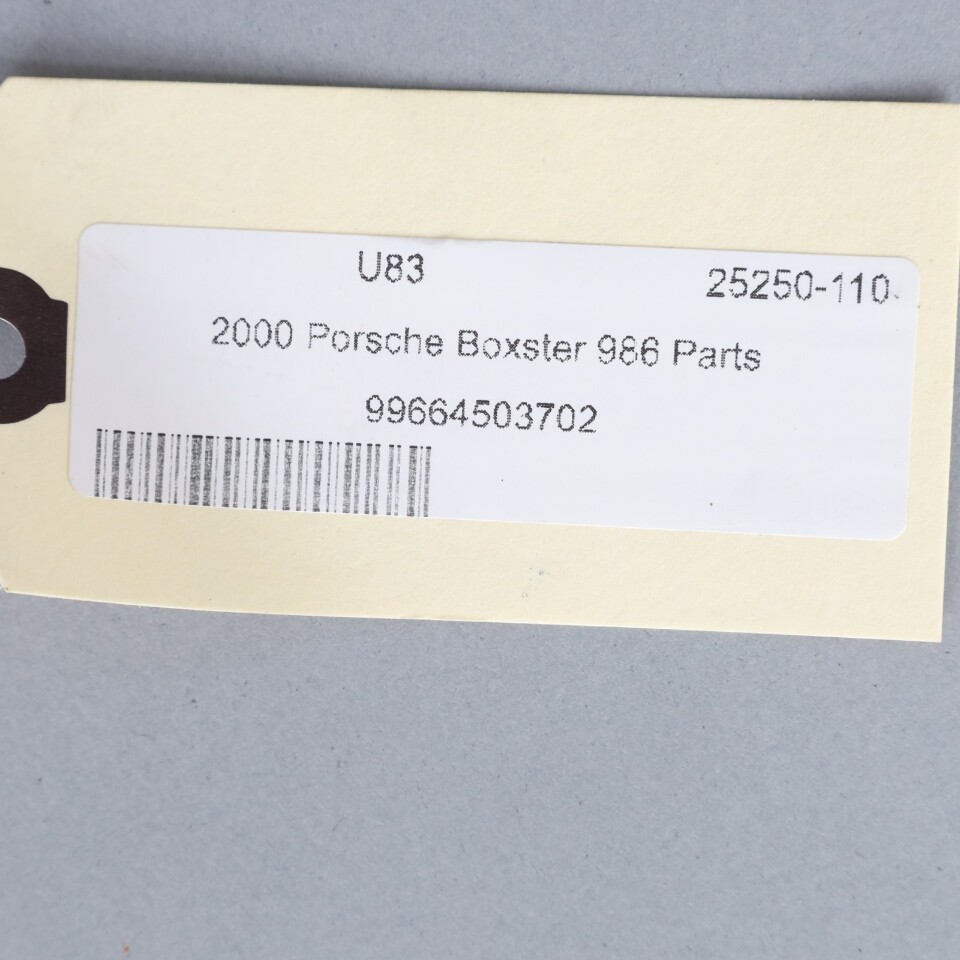 U83 25250-110
2000 Porsche Boxster 986 Parts
99664503702